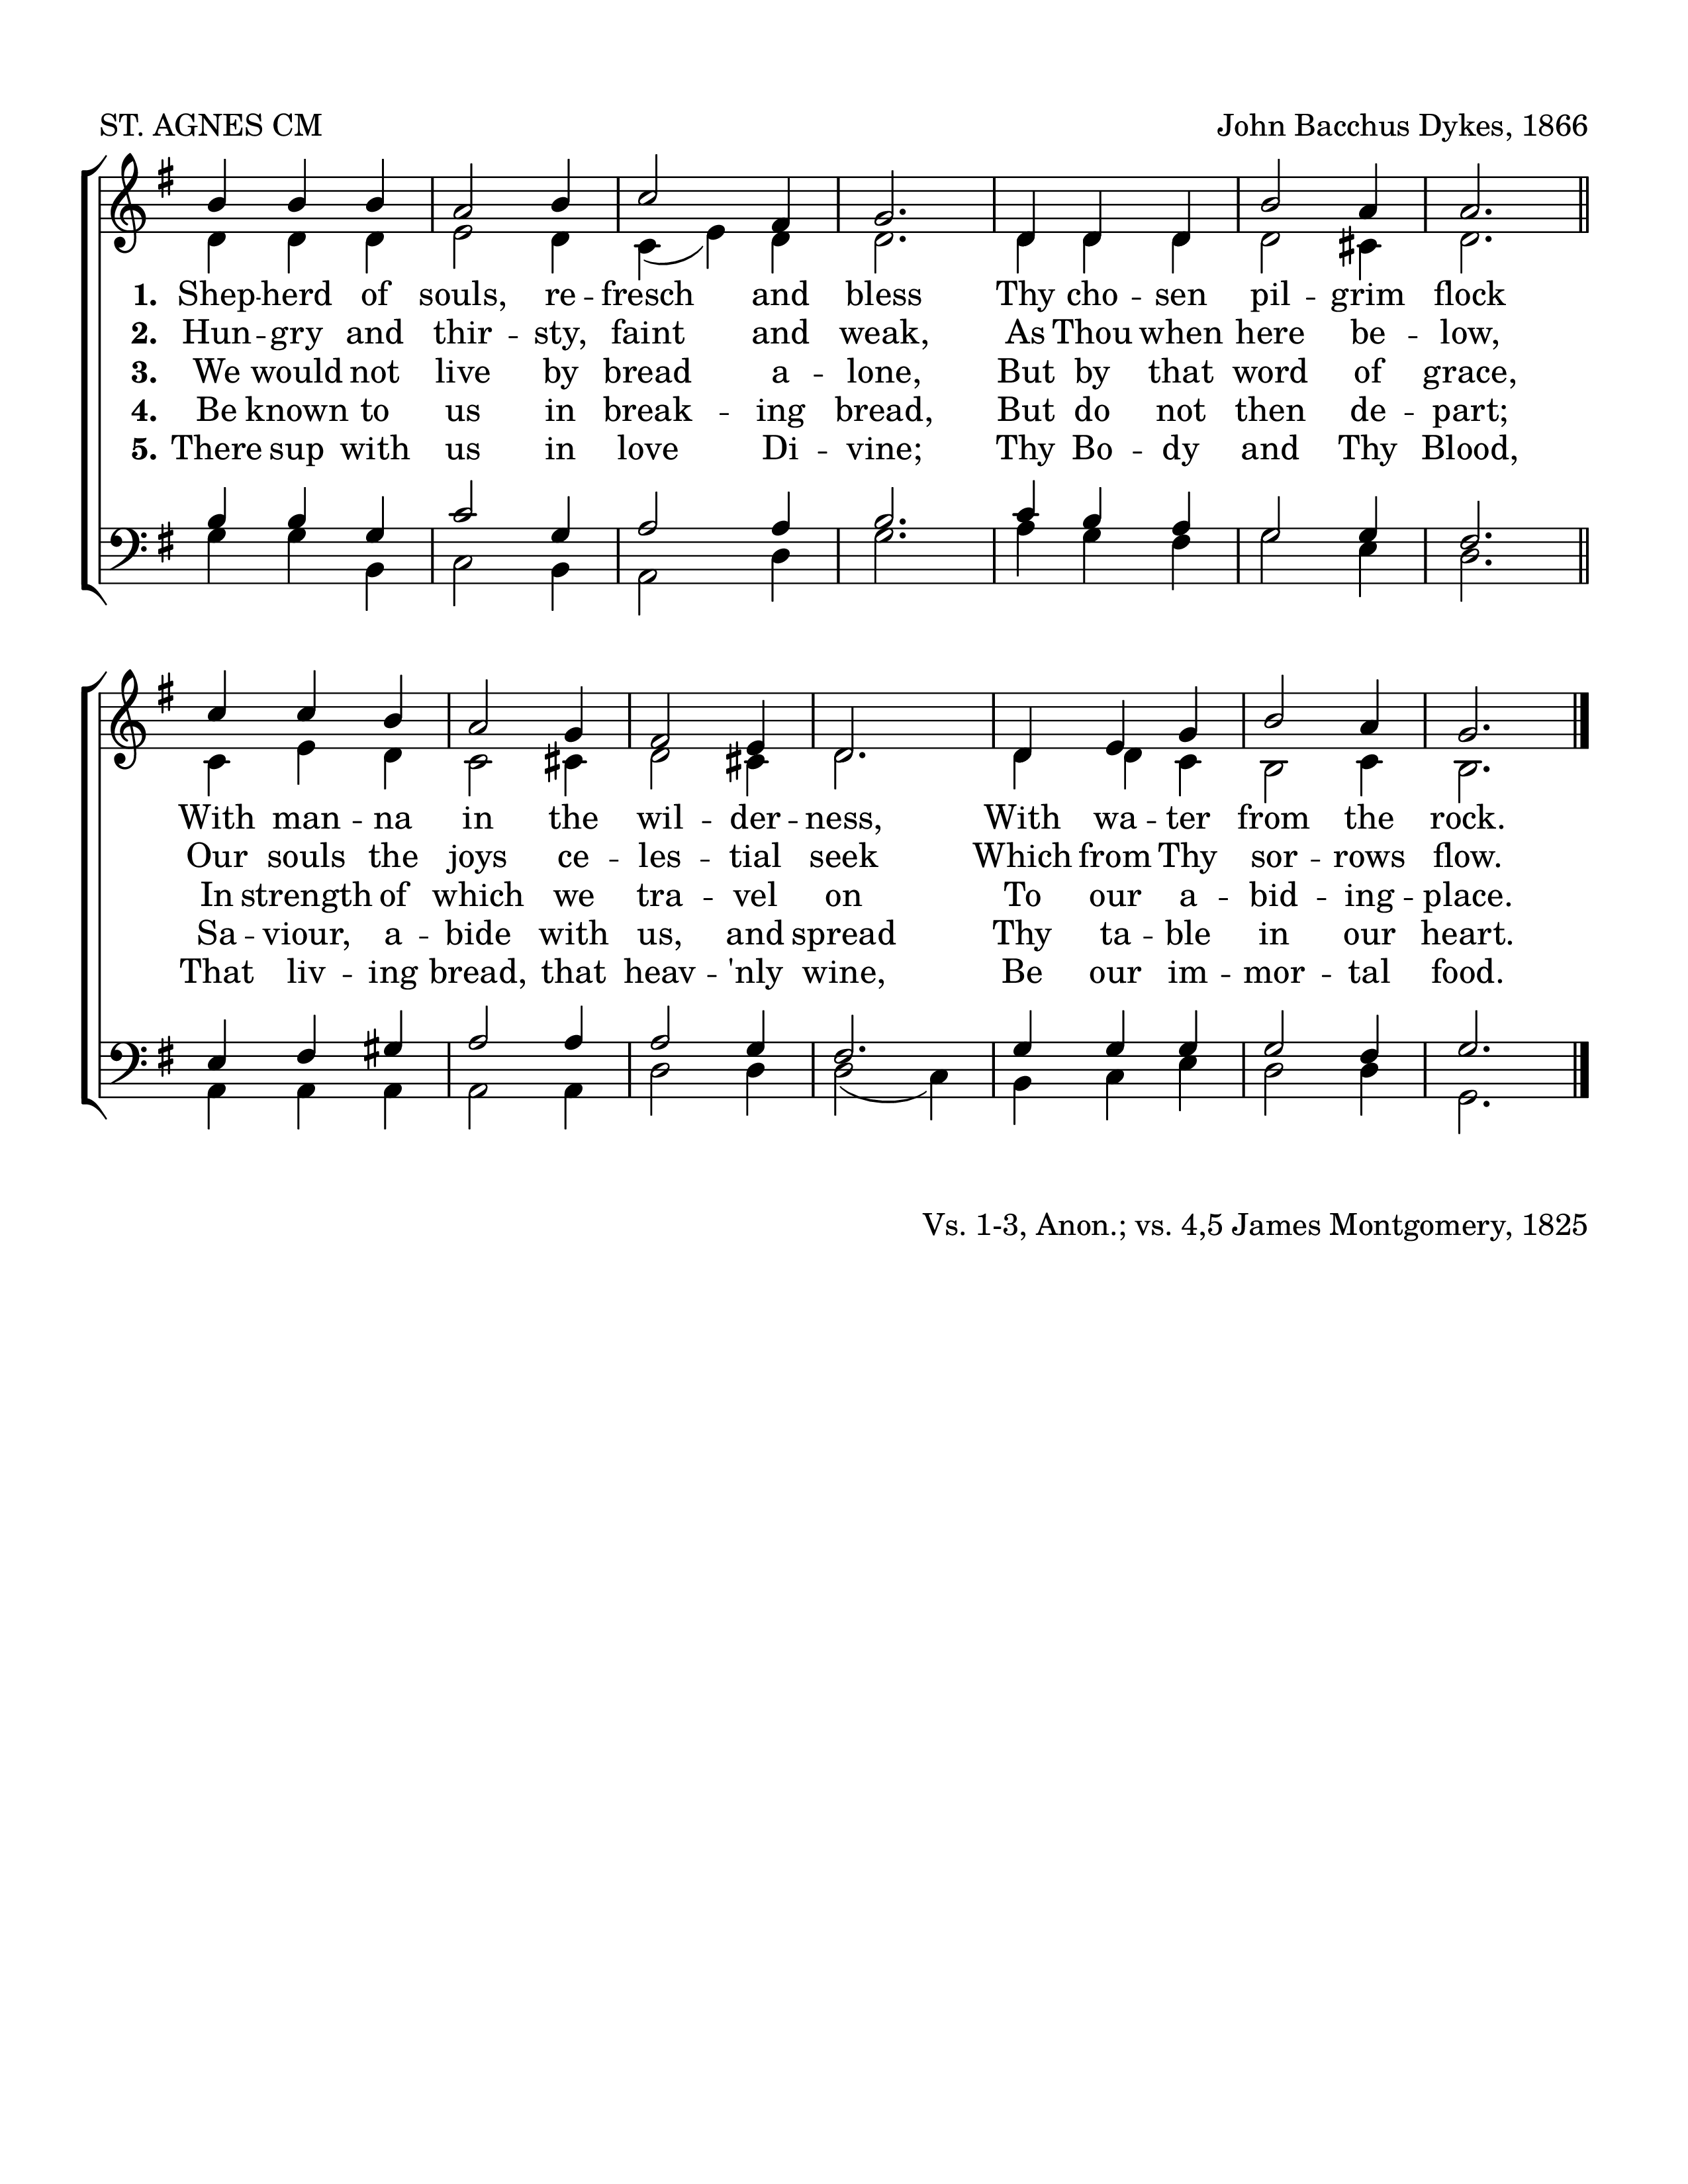 ST. AGNES CM John Bacchus Dykes, 1866
1. Shep -- herd of souls, re -- fresch and bless Thy cho -- sen pil -- grim flock
2. Hun -- gry and thir -- sty, faint and weak, As Thou when here be -- low,
3. We would not live by bread a -- lone, But by that word of grace,
4. Be known to us in break -- ing bread, But do not then de -- part;
5. There sup with us in love Di -- vine; Thy Bo -- dy and Thy Blood,
With man -- na in the wil -- der -- ness, With wa -- ter from the rock.
Our souls the joys ce -- les -- tial seek Which from Thy sor -- rows flow.
In strength of which we tra -- vel on To our a -- bid -- ing -- place.
Sa -- viour, a -- bide with us, and spread Thy ta -- ble in our heart.
That liv -- ing bread, that heav -- 'nly wine, Be our im -- mor -- tal food.
Vs. 1-3, Anon.; vs. 4,5 James Montgomery, 1825